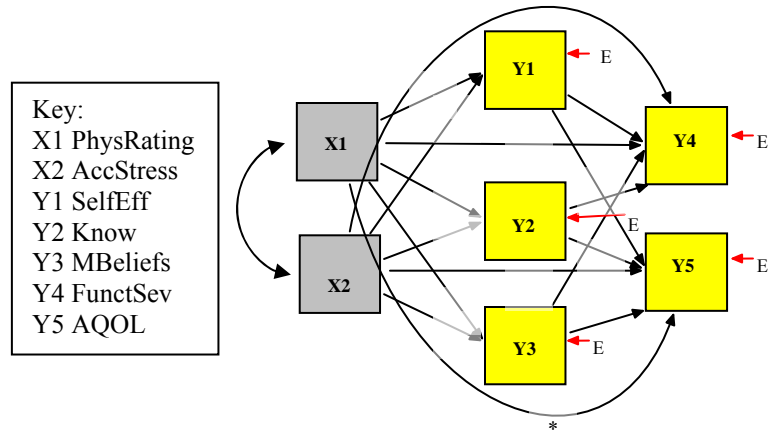 Key:
X1 PhysRating
X2 AccStress
Y1 SelfEff
Y2 Know
Y3 MBeliefs
Y4 FunctSev
Y5 AQOL
X1
X2
Y1
E
Y2
E
Y3
E
Y4
E
Y5
E
*